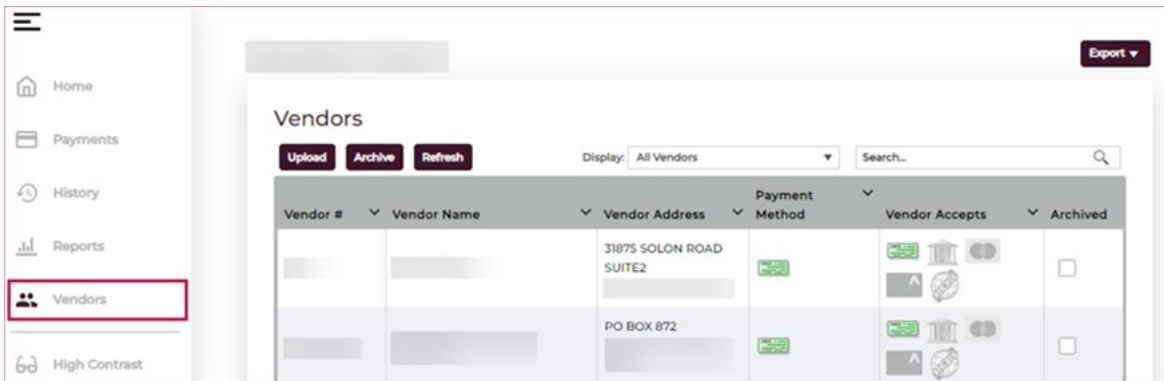 Export ▼
Home
Payments
History
Reports
Vendors
High Contrast
Vendors
Upload Archive Refresh Display: All Vendors ▼ Search...
Vendor # Vendor Name Vendor Address Payment Method Vendor Accepts Archived
31875 SOLON ROAD
SUITE2
PO BOX 872